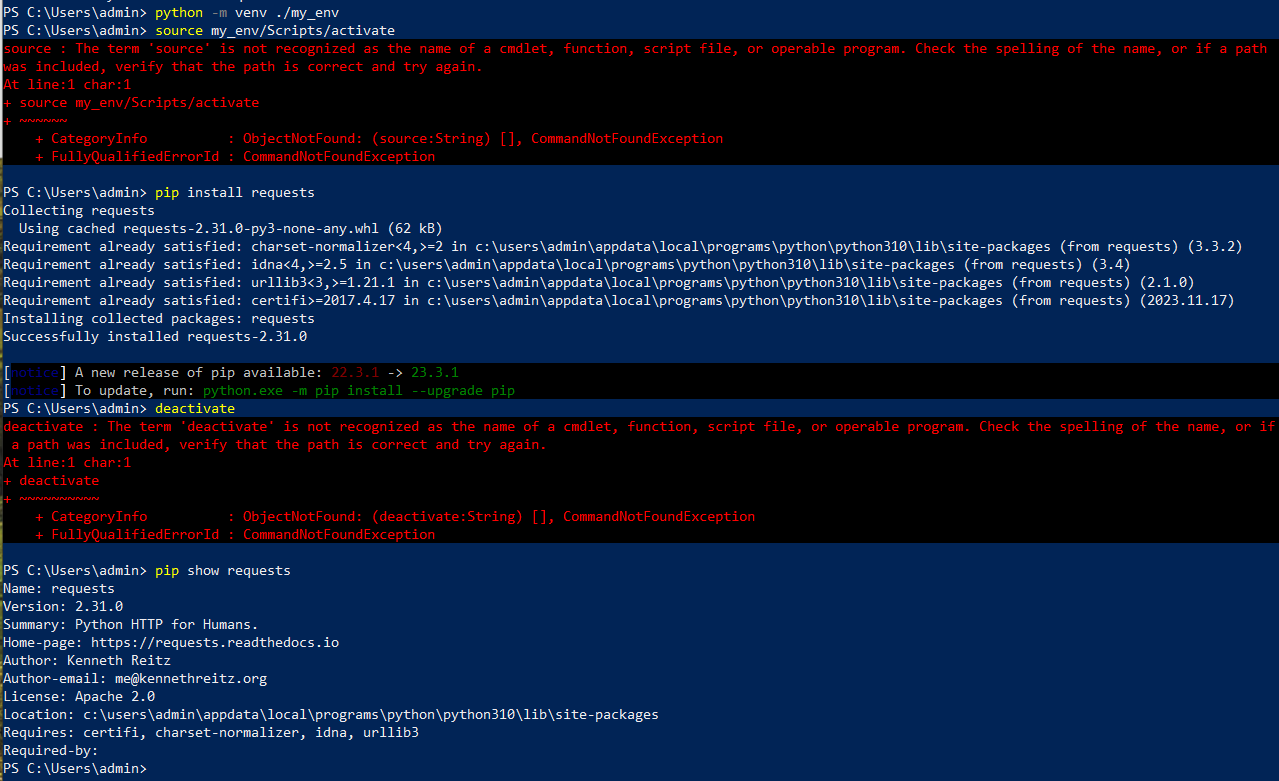 PS C:\Users\admin> python -m venv ./my_env
PS C:\Users\admin> source my_env/Scripts/activate
source : The term 'source' is not recognized as the name of a cmdlet, function, script file, or operable program. Check the spelling of the name, or if a path
was included, verify that the path is correct and try again.
At line:1 char:1
+ source my_env/Scripts/activate
+ ~~~~~~
    + CategoryInfo          : ObjectNotFound: (source:String) [], CommandNotFoundException
    + FullyQualifiedErrorId : CommandNotFoundException

PS C:\Users\admin> pip install requests
Collecting requests
  Using cached requests-2.31.0-py3-none-any.whl (62 kB)
Requirement already satisfied: charset-normalizer<4,>=2 in c:\users\admin\appdata\local\programs\python\python310\lib\site-packages (from requests) (3.3.2)
Requirement already satisfied: idna<4,>=2.5 in c:\users\admin\appdata\local\programs\python\python310\lib\site-packages (from requests) (3.4)
Requirement already satisfied: urllib3<3,>=1.21.1 in c:\users\admin\appdata\local\programs\python\python310\lib\site-packages (from requests) (2.1.0)
Requirement already satisfied: certifi>=2017.4.17 in c:\users\admin\appdata\local\programs\python\python310\lib\site-packages (from requests) (2023.11.17)
Installing collected packages: requests
Successfully installed requests-2.31.0

[notice] A new release of pip available: 22.3.1 -> 23.3.1
[notice] To update, run: python.exe -m pip install --upgrade pip
PS C:\Users\admin> deactivate
deactivate : The term 'deactivate' is not recognized as the name of a cmdlet, function, script file, or operable program. Check the spelling of the name, or if
 a path was included, verify that the path is correct and try again.
At line:1 char:1
+ deactivate
+ ~~~~~~~~~~
    + CategoryInfo          : ObjectNotFound: (deactivate:String) [], CommandNotFoundException
    + FullyQualifiedErrorId : CommandNotFoundException

PS C:\Users\admin> pip show requests
Name: requests
Version: 2.31.0
Summary: Python HTTP for Humans.
Home-page: https://requests.readthedocs.io
Author: Kenneth Reitz
Author-email: me@kennethreitz.org
License: Apache 2.0
Location: c:\users\admin\appdata\local\programs\python\python310\lib\site-packages
Requires: certifi, charset-normalizer, idna, urllib3
Required-by:
PS C:\Users\admin>